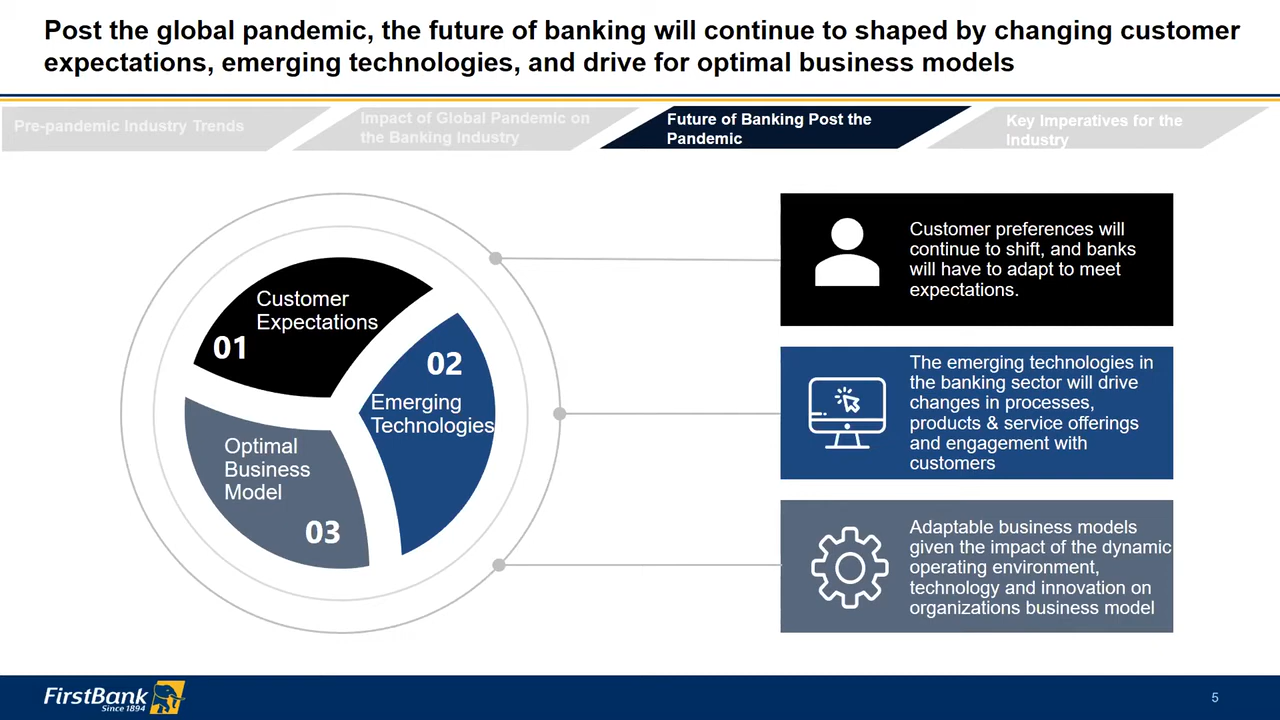 Post the global pandemic, the future of banking will continue to shaped by changing customer
expectations, emerging technologies, and drive for optimal business models
Pre-pandemic Industry Trends
Impact of Global Pandemic on
the Banking Industry
Future of Banking Post the
Pandemic
Key Imperatives for the
Industry
Customer
Expectations
01
02
Emerging
Technologies
Optimal
Business
Model
03
Customer preferences will
continue to shift, and banks
will have to adapt to meet
expectations.
The emerging technologies in
the banking sector will drive
changes in processes,
products & service offerings
and engagement with
customers
Adaptable business models
given the impact of the dynamic
operating environment,
technology and innovation on
organizations business model
FirstBank
Since 1894
5